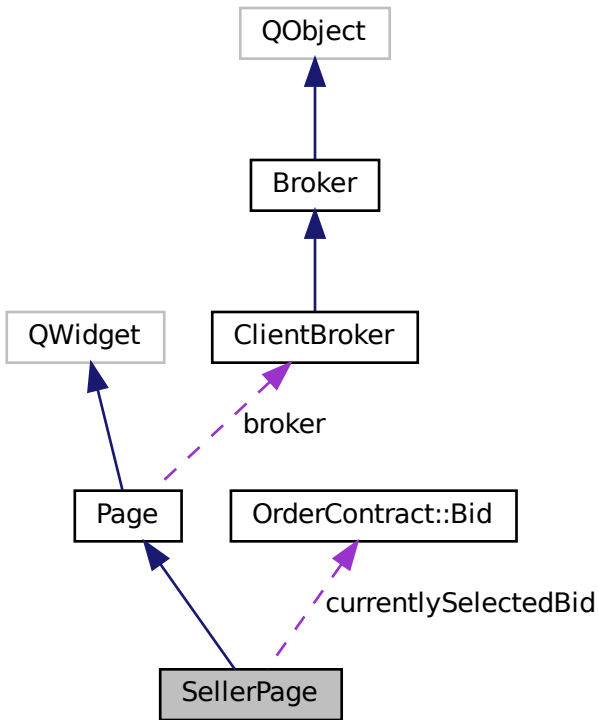 QObject
Broker
QWidget
ClientBroker
broker
Page
OrderContract::Bid
currentlySelectedBid
SellerPage